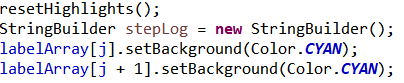 resetHighlights();
StringBuilder stepLog = new StringBuilder();
labelArray[j].setBackground(Color.CYAN);
labelArray[j + 1].setBackground(Color.CYAN);